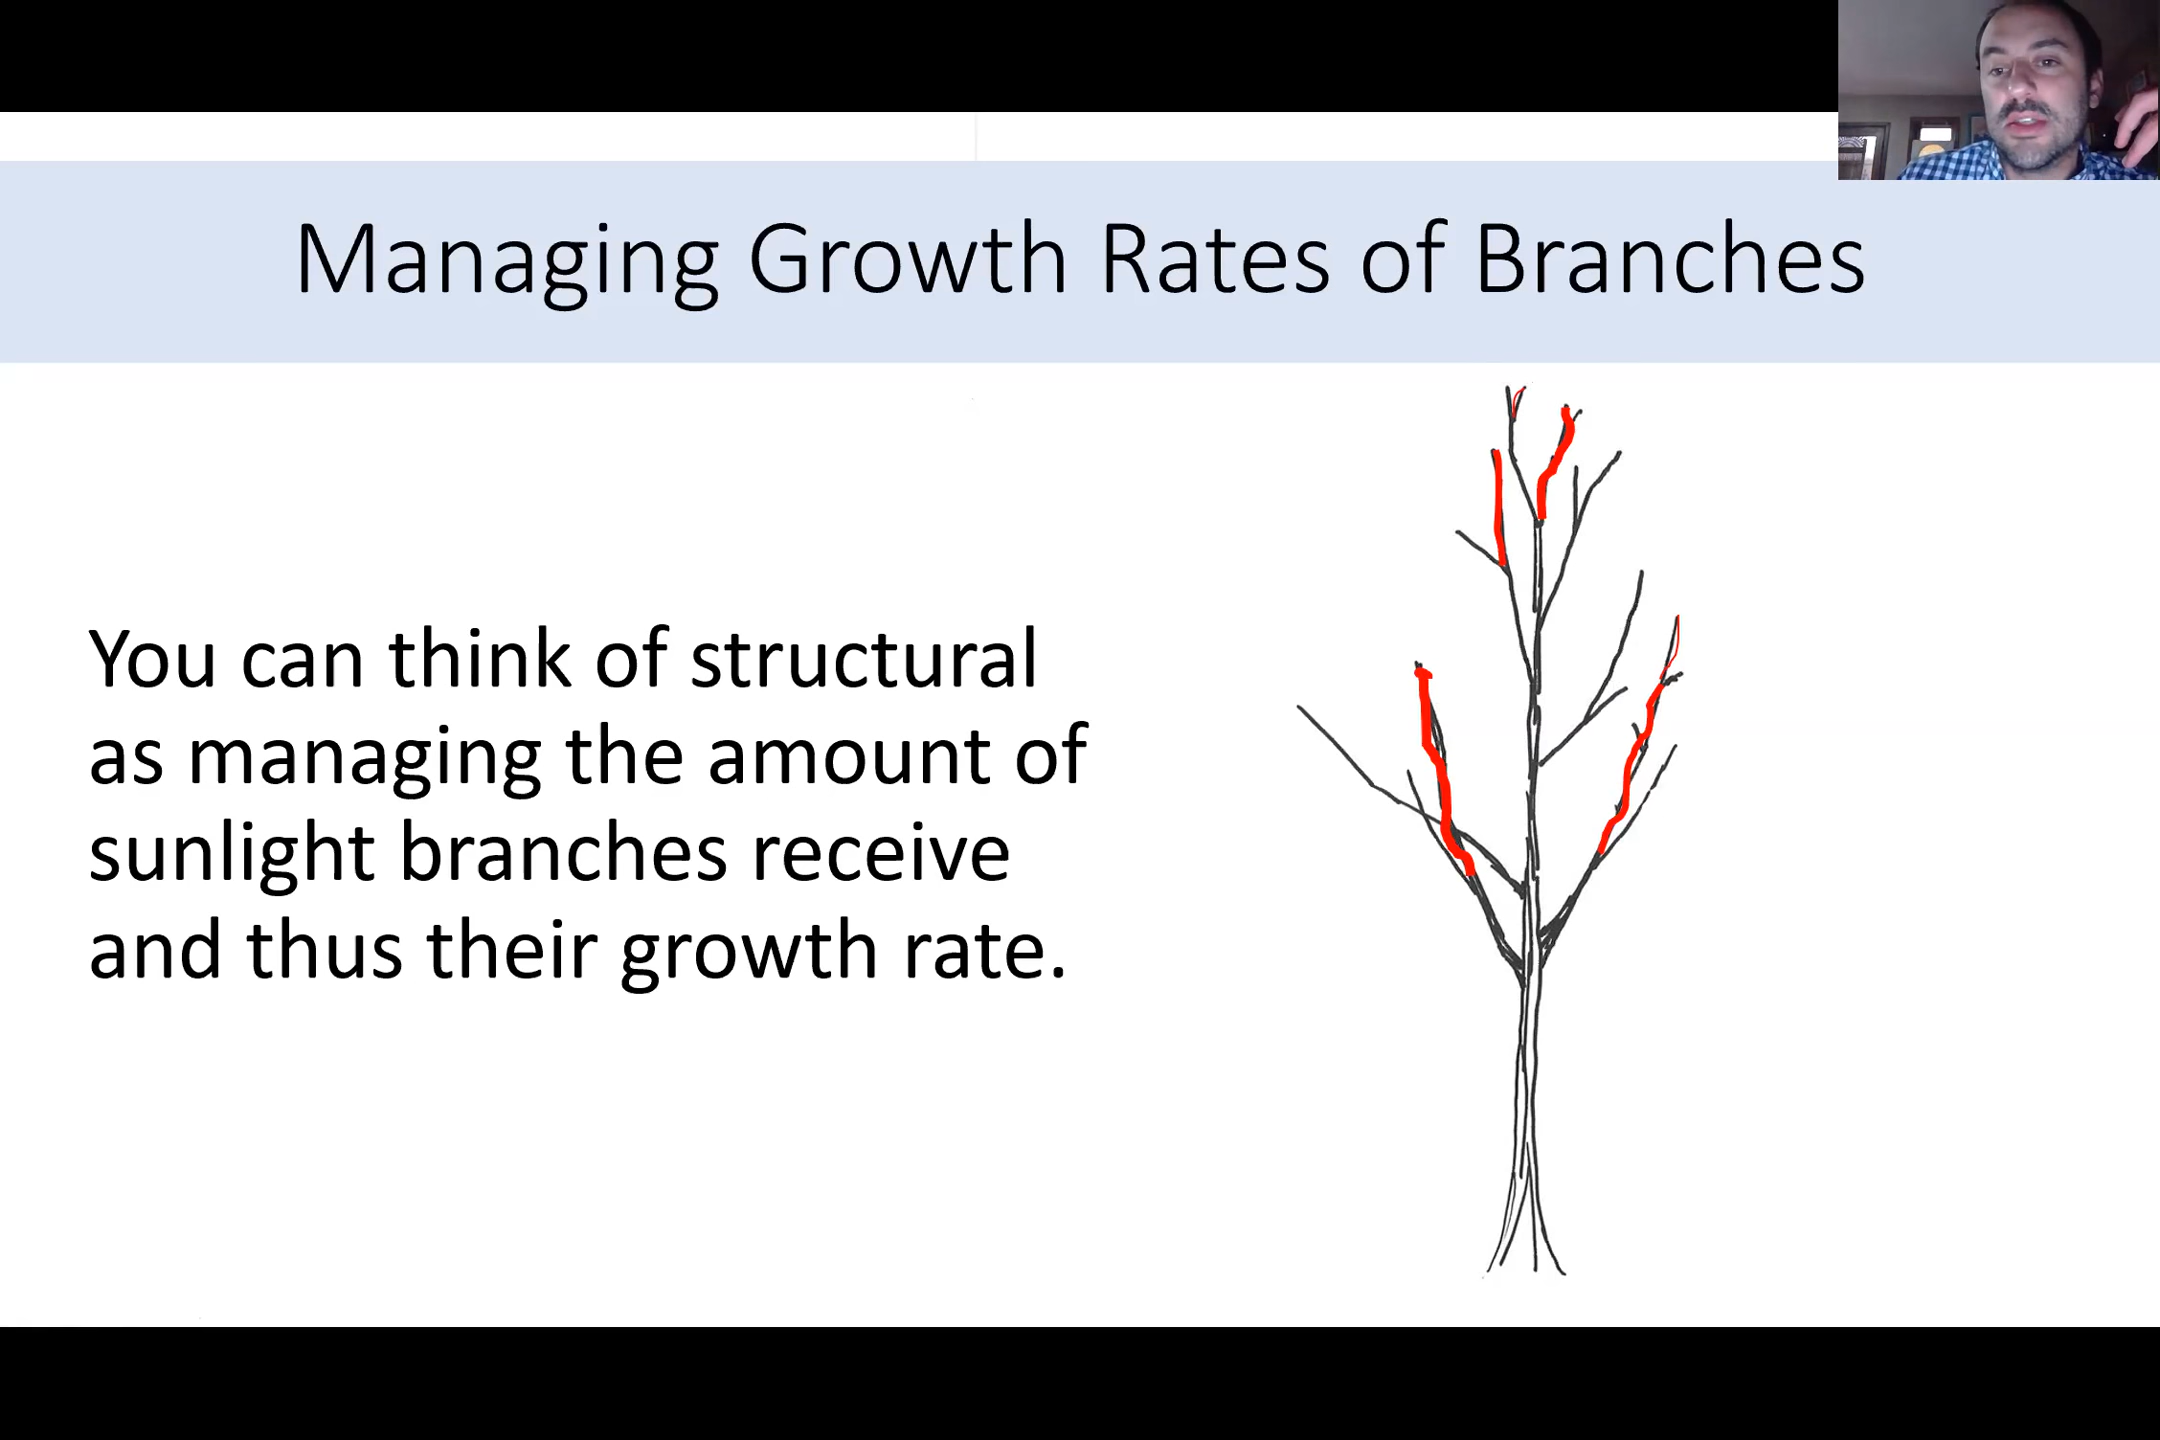 Managing Growth Rates of Branches
You can think of structural
as managing the amount of
sunlight branches receive
and thus their growth rate.